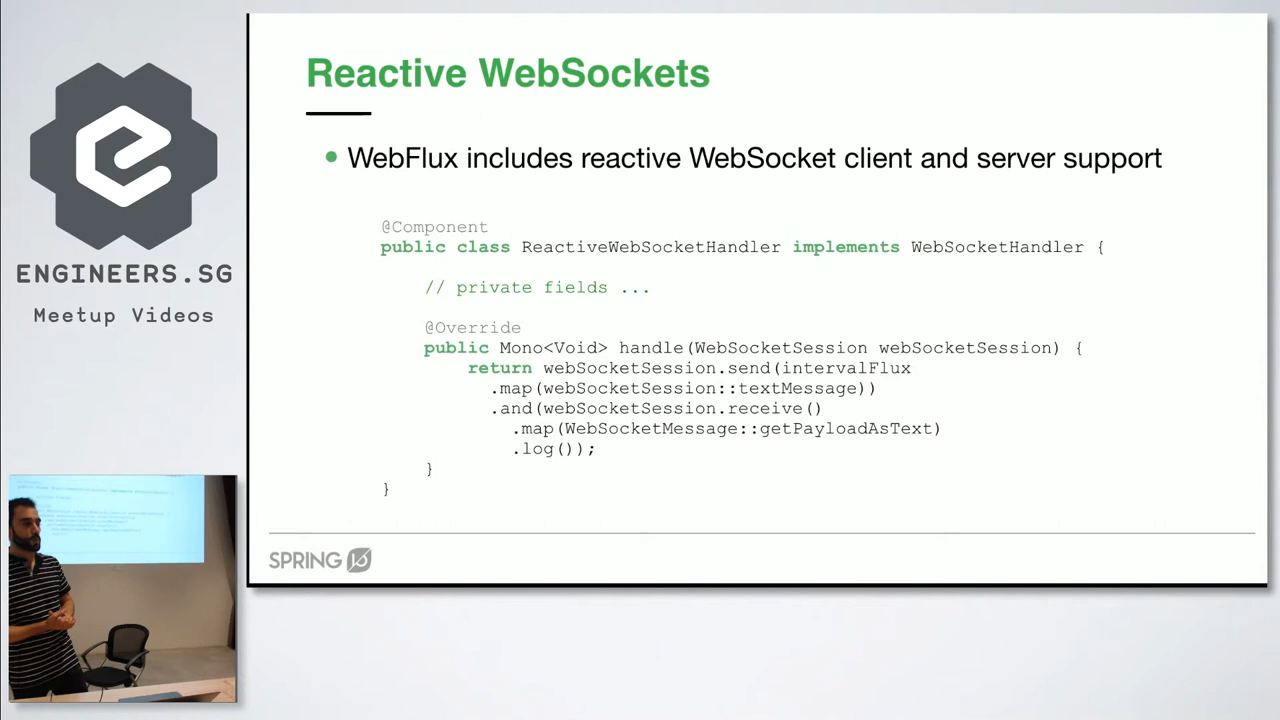 ENGINEERS.SG
Meetup Videos
Reactive WebSockets
• WebFlux includes reactive WebSocket client and server support
@Component
public class ReactiveWebSocketHandler implements WebSocketHandler {
// private fields ...
@Override
public Mono<Void> handle(WebSocketSession webSocketSession) {
return webSocketSession.send(intervalFlux
.map(webSocketSession::textMessage))
.and(webSocketSession.receive()
.map(WebSocketMessage::getPayloadAsText)
.log());
}
}
SPRING